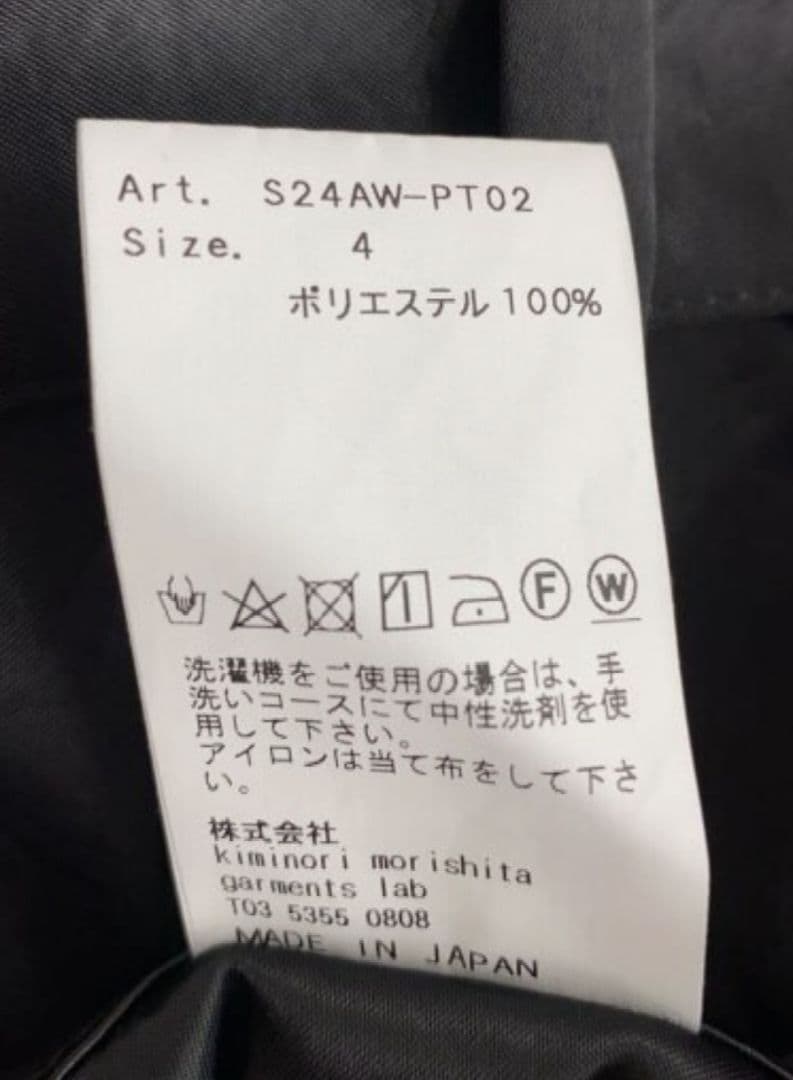 Art. S24AW-PT02
Size. 4
ポリエステル100%
F W
洗濯機をご使用の場合は、手
洗いコースにて中性洗剤を使
用して下さい。
アイロンは当て布をして下さ
い。
株式会社
kiminori morishita
garments lab
T03 5355 0808
MADE IN JAPAN